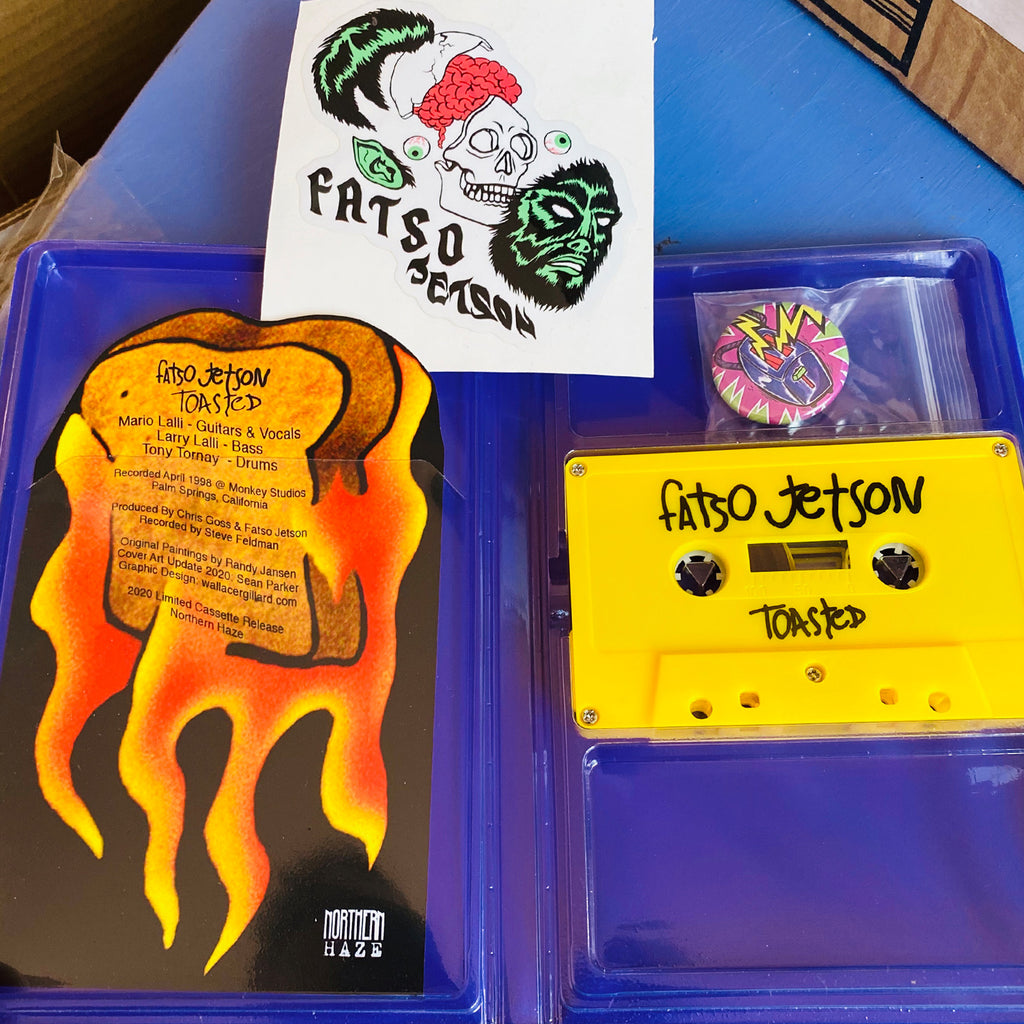 FATSO
JETSON
fATSO JETSON
TOASTED
Mario Lalli - Guitars & Vocals
Larry Lalli - Bass
Tony Tornay - Drums
Recorded April 1998 @ Monkey Studios
Palm Springs, California
Produced By Chris Goss & Fatso Jetson
Recorded by Steve Feldman
Original Paintings by Randy Jansen
Cover Art Update 2020: Sean Parker
Graphic Design: wallacergillard.com
2020 Limited Cassette Release
Northern Haze
NORTHERN
HAZE
fATSO JETSON
TOASTED